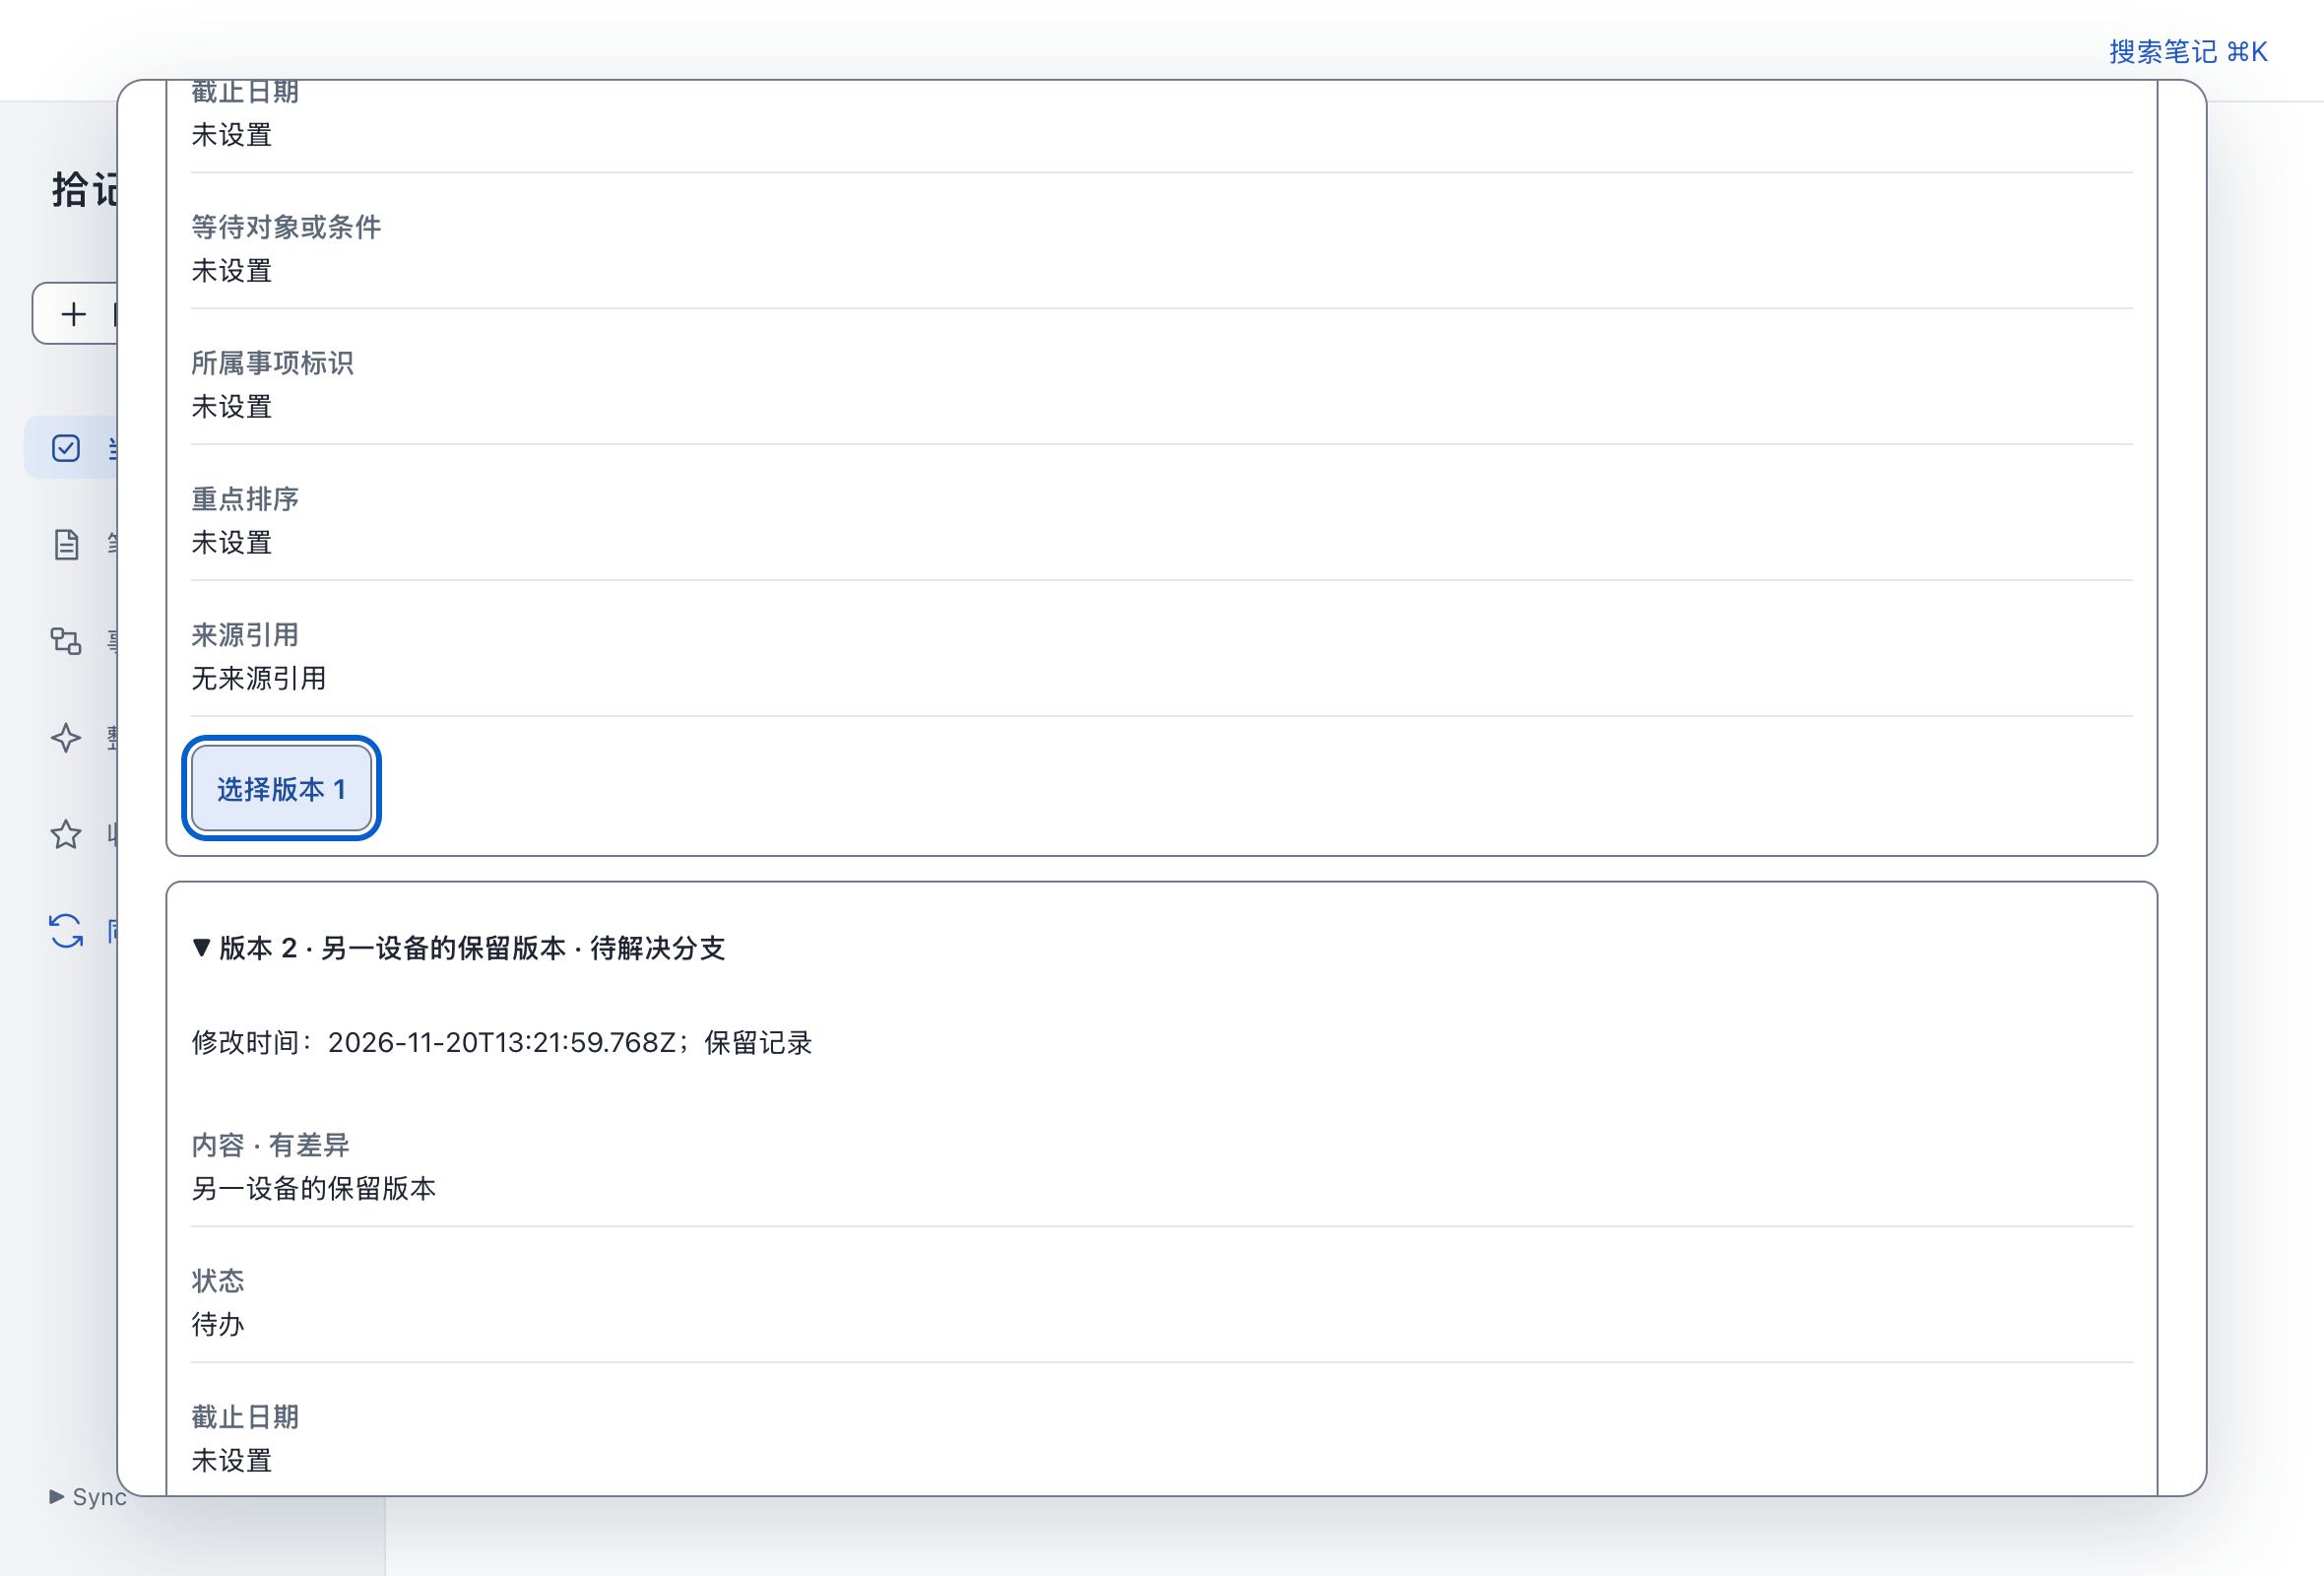 搜索笔记 ⌘K
拾记
截止日期
未设置
等待对象或条件
未设置
所属事项标识
未设置
重点排序
未设置
来源引用
无来源引用
选择版本 1
版本 2 · 另一设备的保留版本 · 待解决分支
修改时间：2026-11-20T13:21:59.768Z；保留记录
内容 · 有差异
另一设备的保留版本
状态
待办
截止日期
未设置
Sync